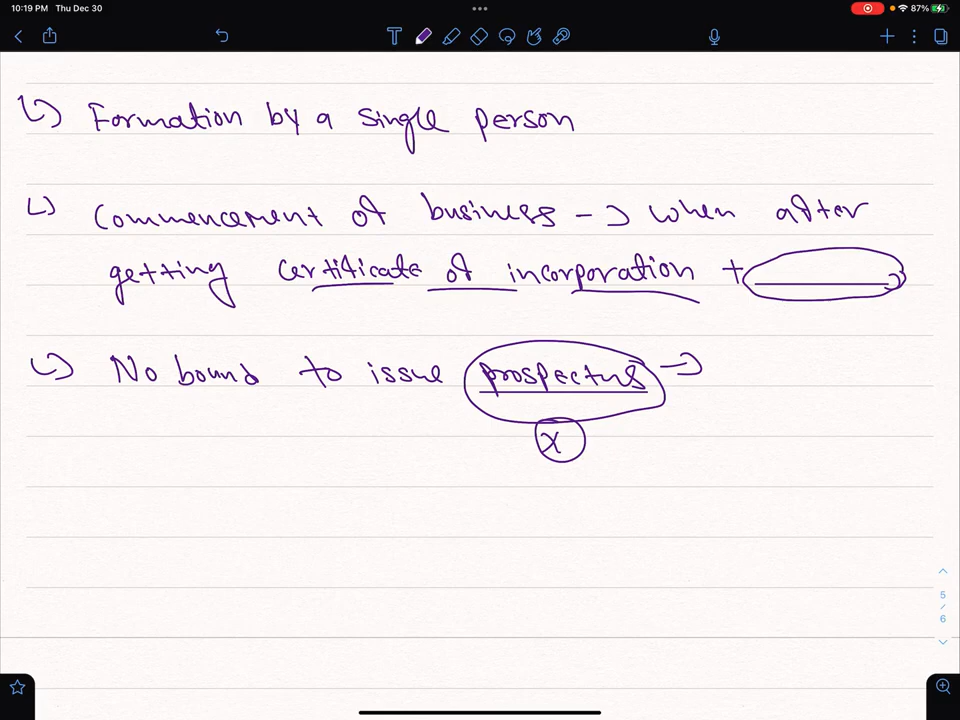 10:19 PM Thu Dec 30
87%
Formation by a single person
Commencement of business -> when after
getting certificate of incorporation +
No bound to issue prospectus ->
x
5
/
6